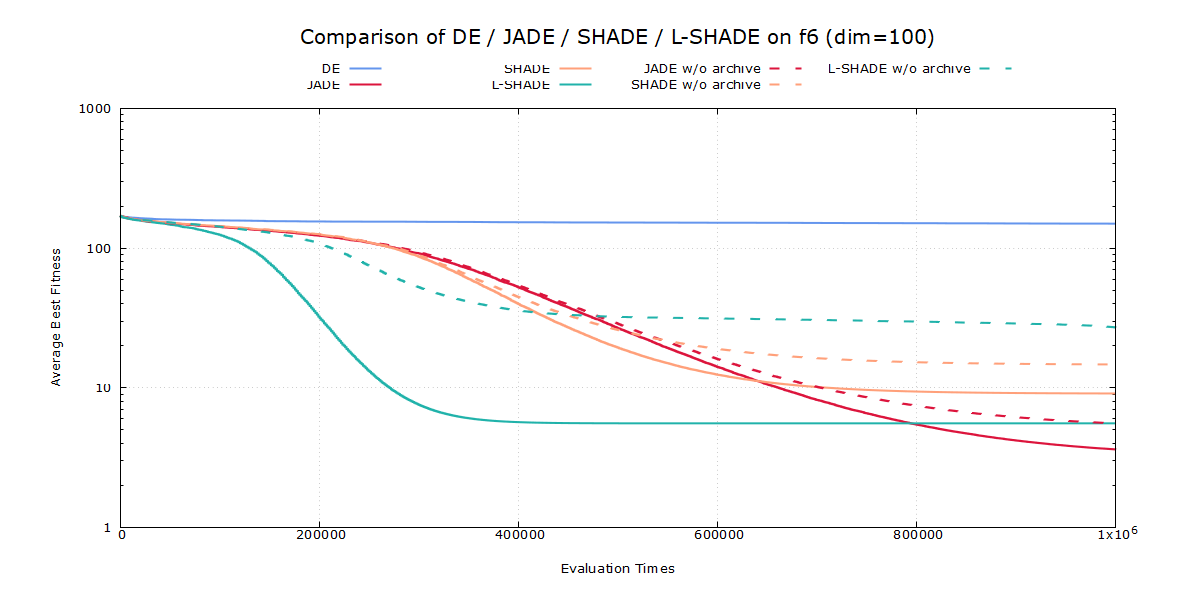 Comparison of DE / JADE / SHADE / L-SHADE on f6 (dim=100)
DE SHADE JADE w/o archive L-SHADE w/o archive
JADE L-SHADE SHADE w/o archive
1000
100
10
1
Average Best Fitness
0 200000 400000 600000 800000 1x10^6
Evaluation Times